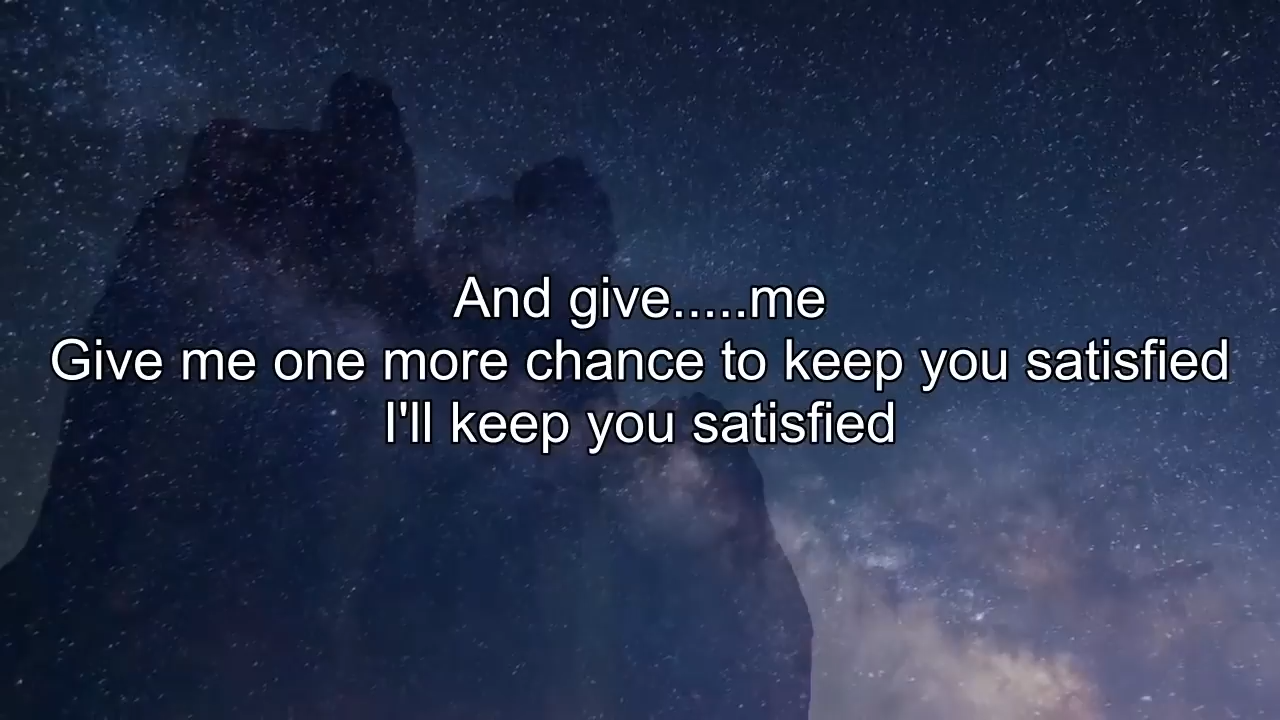 And give.....me
Give me one more chance to keep you satisfied
I'll keep you satisfied